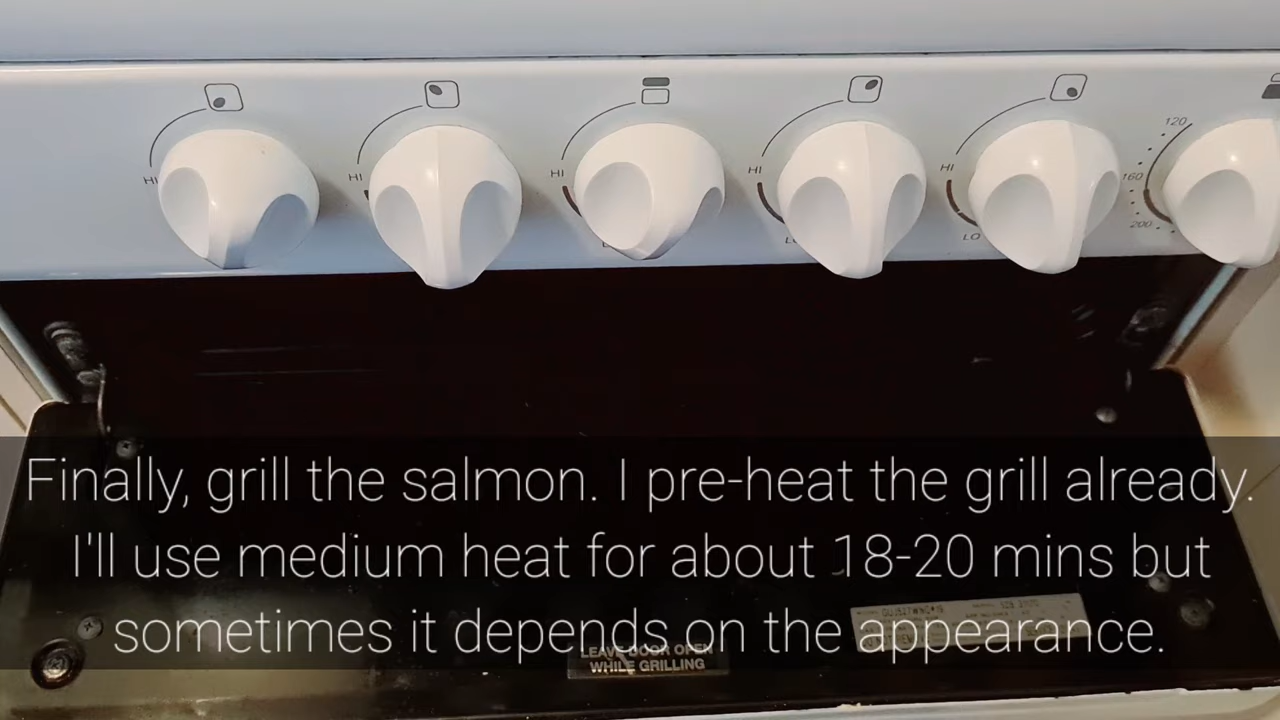 120
HI
HI
HI
HI
HI
160
200
LO
Finally, grill the salmon. I pre-heat the grill already.
I'll use medium heat for about 18-20 mins but
sometimes it depends on the appearance.
LEAVE DOOR OPEN
WHILE GRILLING